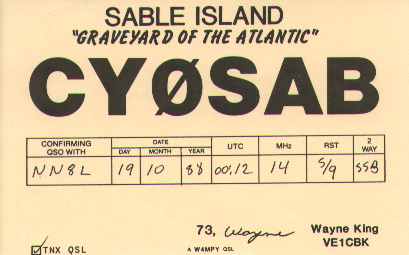 SABLE ISLAND
"GRAVEYARD OF THE ATLANTIC"
CYØSAB
CONFIRMING QSO WITH DATE DAY MONTH YEAR UTC MHz RST 2 WAY
NN8L 19 10 88 00:12 14 5/9 SSB
73, Wayne Wayne King
VE1CBK
☑ TNX QSL A W4MPY QSL